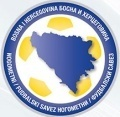 BOSNA I HERCEGOVINA БОСНА И ХЕРЦЕГОВИНА
NOGOMETNI / FUDBALSKI SAVEZ НОГОМЕТНИ / ФУДБАЛСКИ САВЕЗ